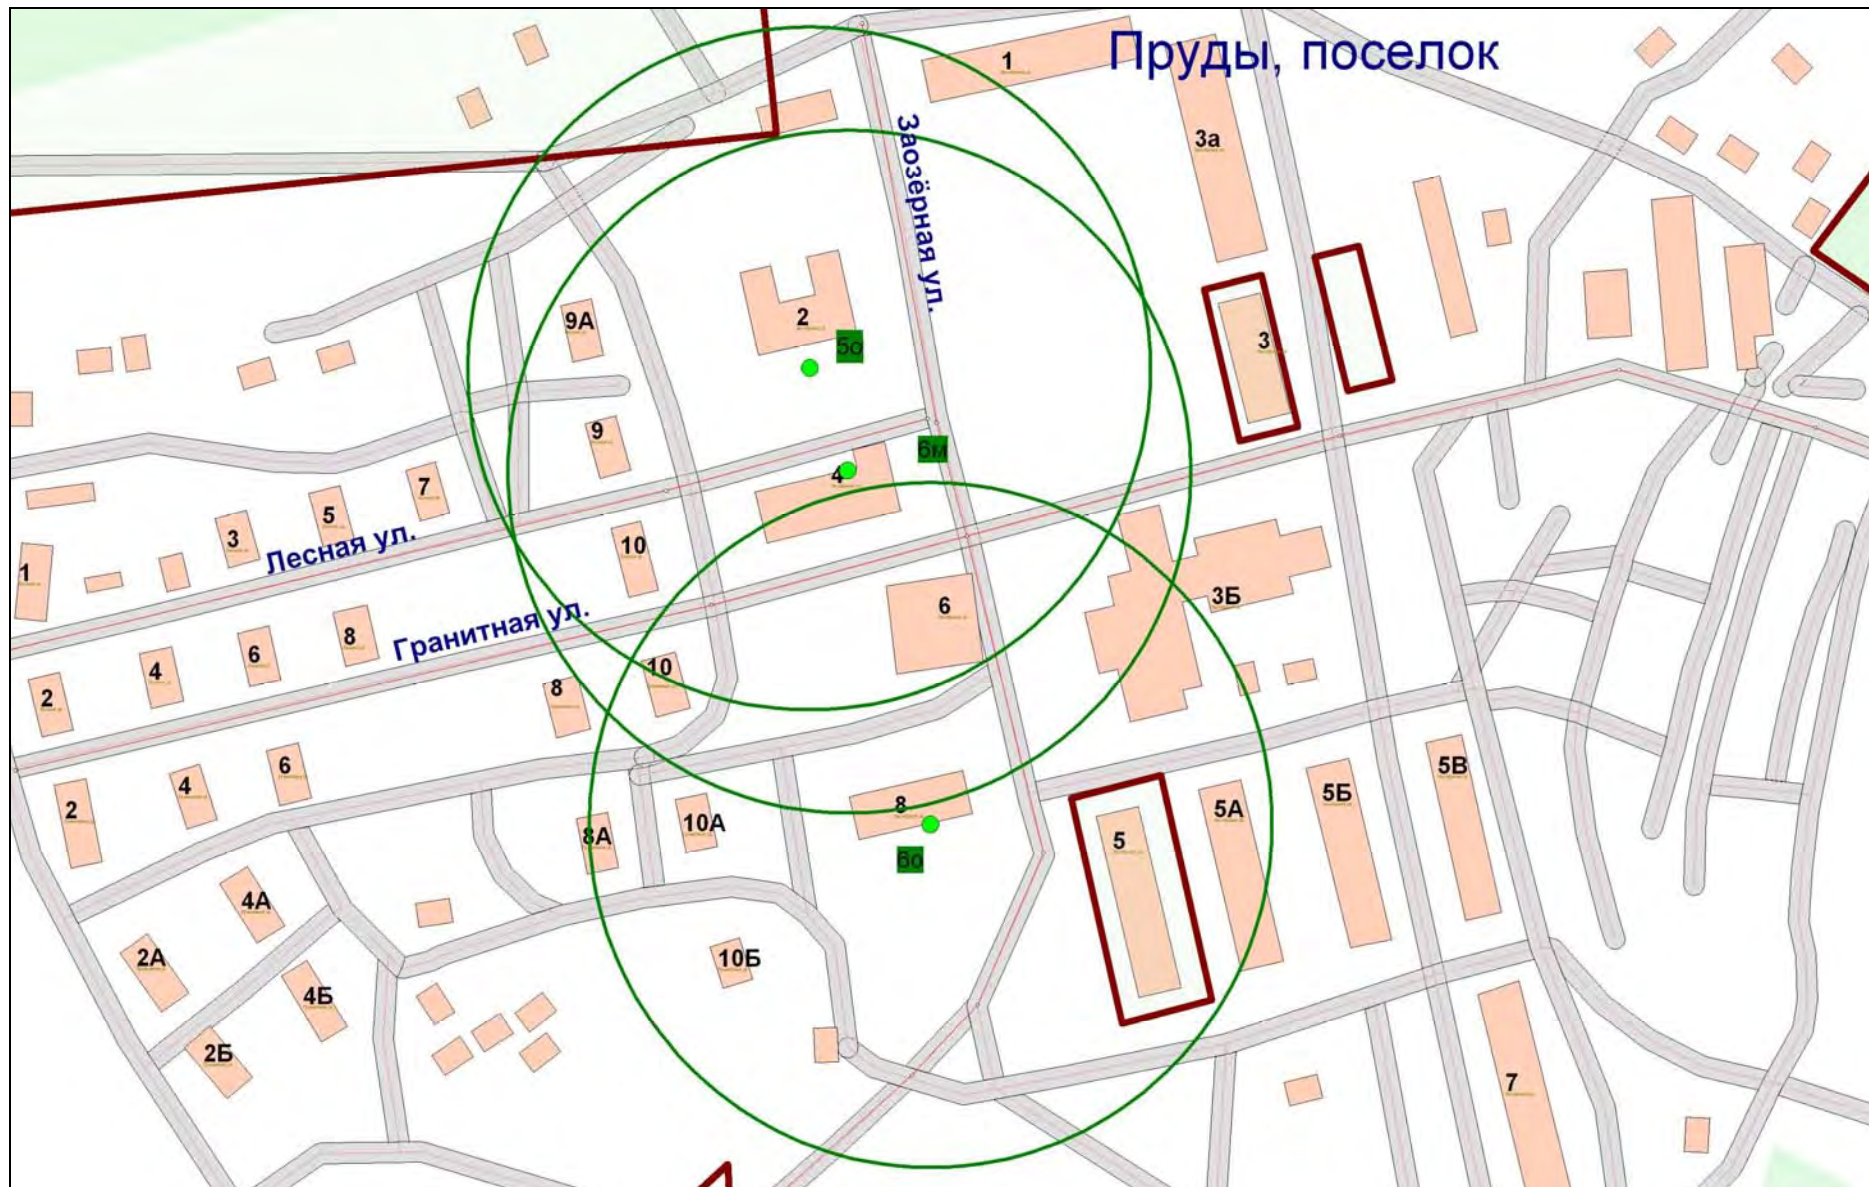 Пруды, поселок
1
3а
Заозёрная ул.
9А
2
5о
3
9
6м
4
7
5
3
Лесная ул.
1
10
6
3Б
Гранитная ул.
8
6
4
2
10
8
6
4
2
8
10А
8А
6о
5
5А
5Б
5В
4А
2А
4Б
2Б
10Б
7